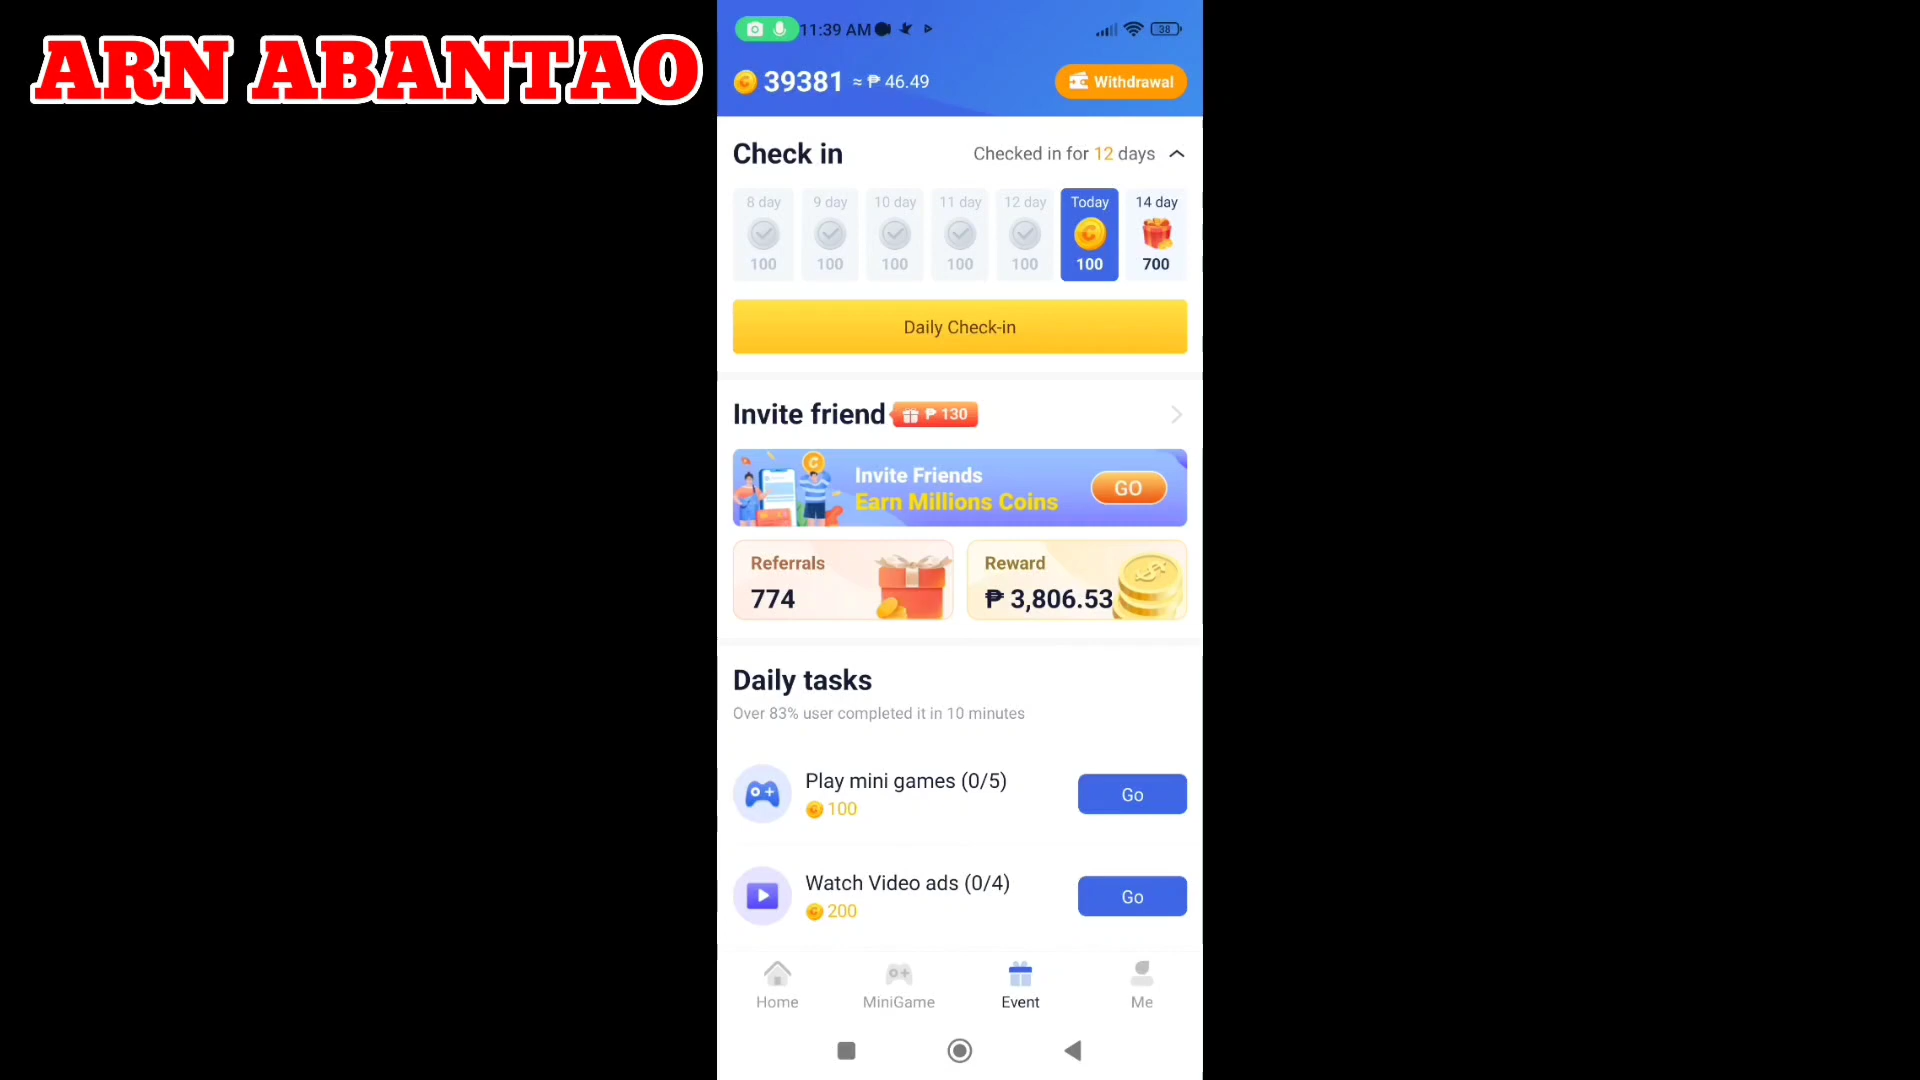 ARN ABANTAO
11:39 AM
38
39381 ≈ ₱ 46.49
Withdrawal
Check in
Checked in for 12 days
8 day
9 day
10 day
11 day
12 day
Today
14 day
100
100
100
100
100
100
700
Daily Check-in
Invite friend
₱ 130
Invite Friends
Earn Millions Coins
GO
Referrals
774
Reward
₱ 3,806.53
Daily tasks
Over 83% user completed it in 10 minutes
Play mini games (0/5)
100
Go
Watch Video ads (0/4)
200
Go
Home
MiniGame
Event
Me